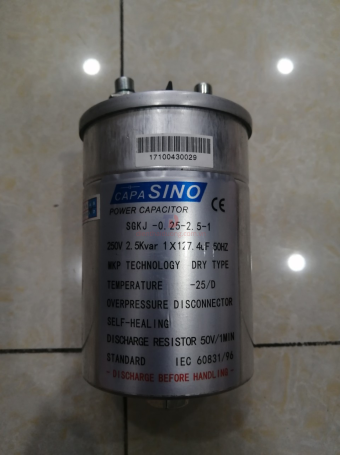 17100430029
CAPA SINO
POWER CAPACITOR CE
SGKJ -0.25-2.5-1
250V 2.5Kvar 1X127.4uF 50HZ
MKP TECHNOLOGY DRY TYPE
TEMPERATURE -25/D
OVERPRESSURE DISCONNECTOR
SELF-HEALING
DISCHARGE RESISTOR 50V/1MIN
STANDARD IEC 60831/96
- DISCHARGE BEFORE HANDLING -